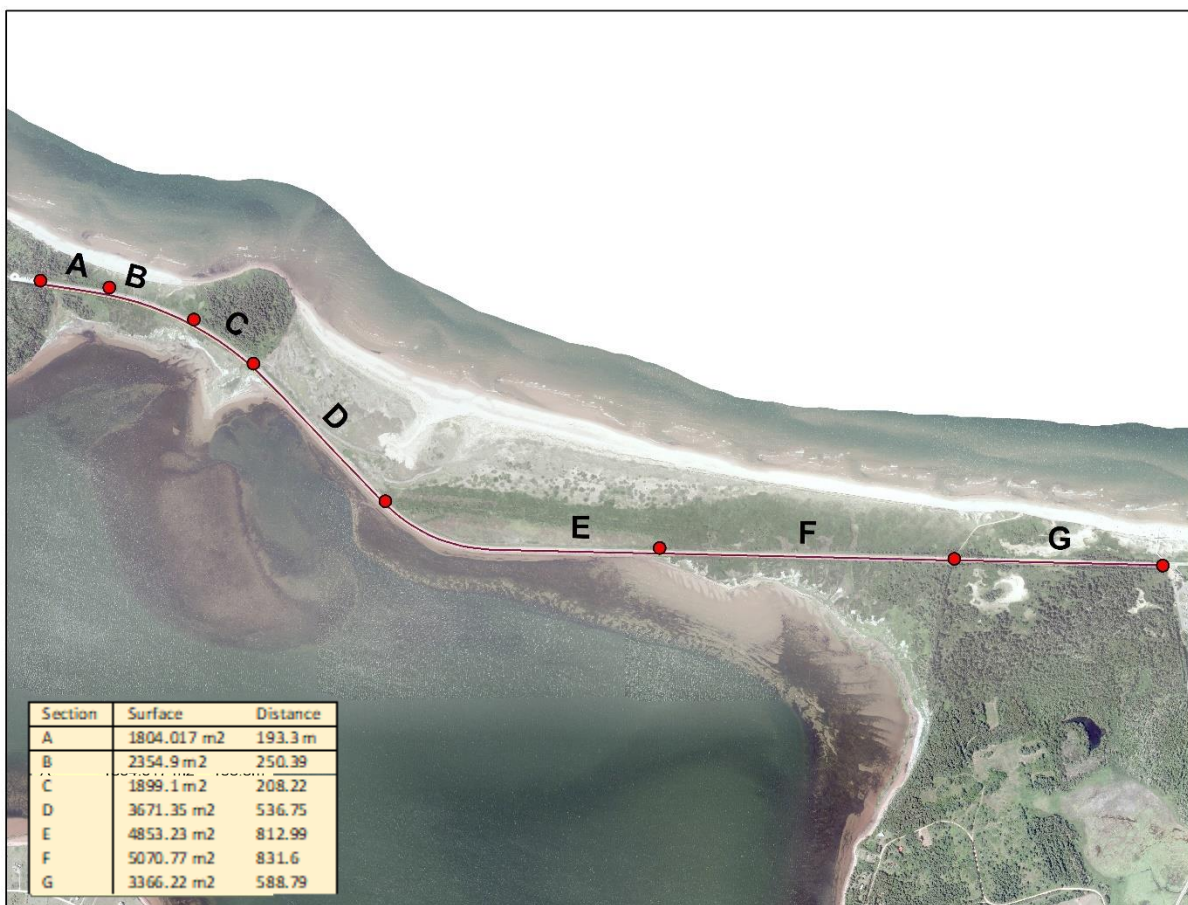 A
B
C
D
E
F
G
Section Surface Distance
A 1804.017 m2 193.3 m
B 2354.9 m2 250.39
C 1899.1 m2 208.22
D 3671.35 m2 536.75
E 4853.23 m2 812.99
F 5070.77 m2 831.6
G 3366.22 m2 588.79